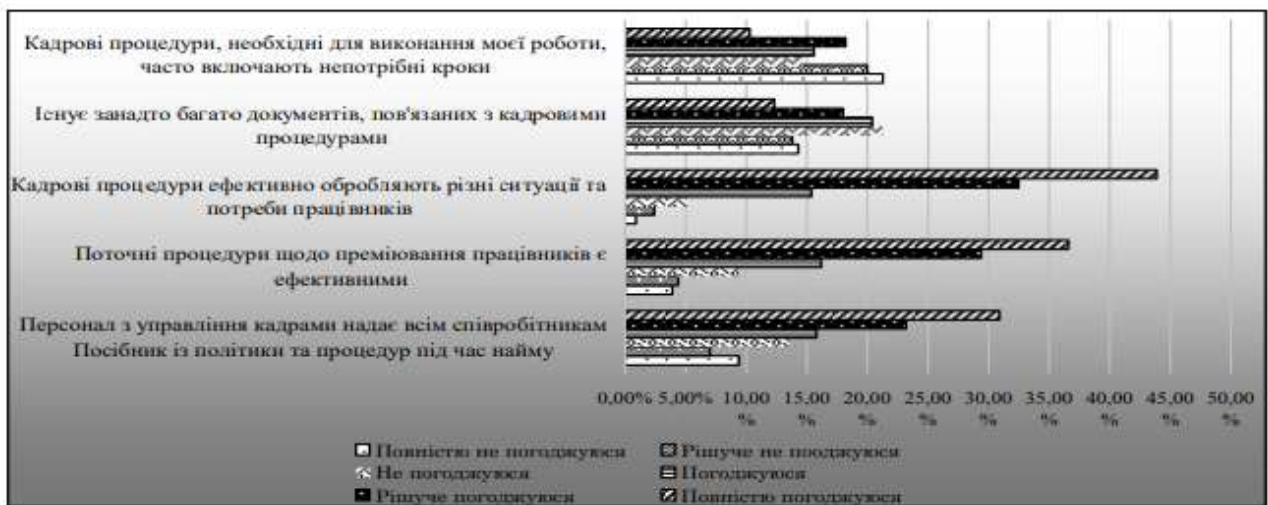 Кадрові процедури, необхідні для виконання моєї роботи,
часто включають непотрібні кроки
Існує занадто багато документів, пов'язаних з кадровими
процедурами
Кадрові процедури ефективно обробляють різні ситуації та
потреби працівників
Поточні процедури щодо преміювання працівників є
ефективними
Персонал з управління кадрами надає всім співробітникам
Посібник із політики та процедур під час найму
0,00% 5,00% 10,00 15,00 20,00 25,00 30,00 35,00 40,00 45,00 50,00
% % % % % % % % %
Повністю не погоджуюся Рішуче не пооджуюся
Не погоджуюся Погоджуюся
Рішуче погоджуюся Повністю погоджуюся